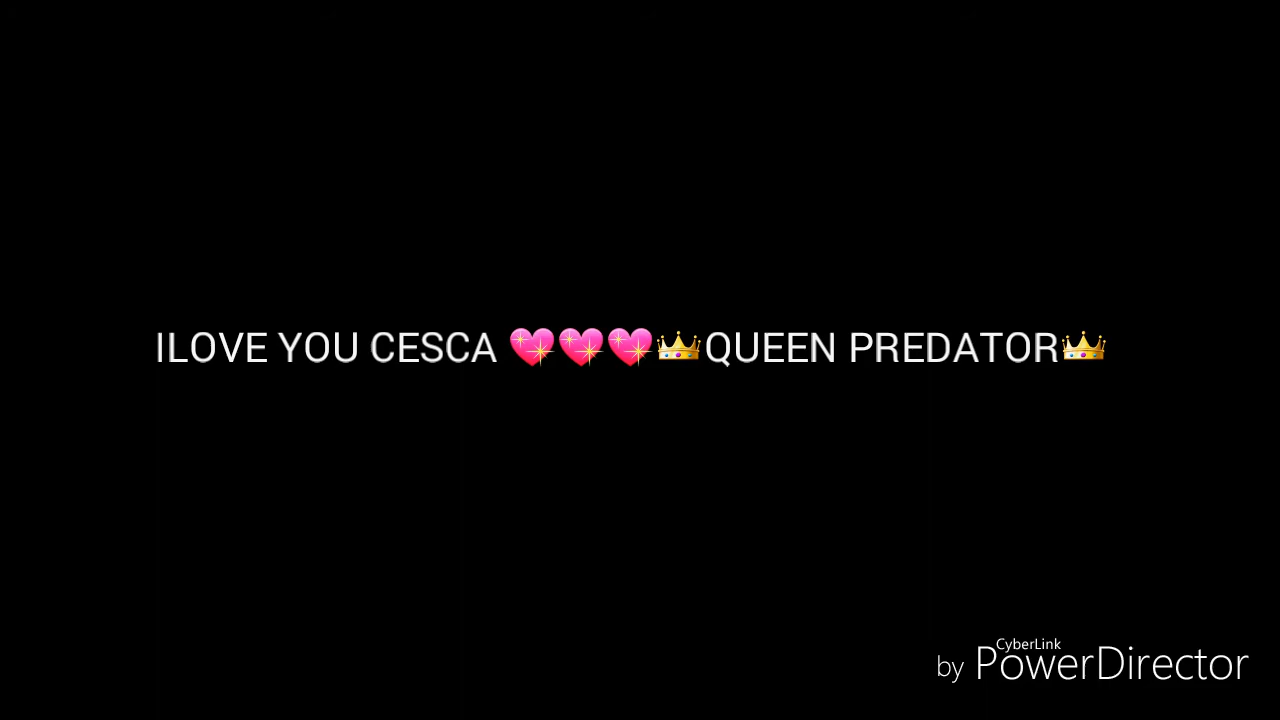 ILOVE YOU CESCA 💖💖💖👑QUEEN PREDATOR👑
CyberLink
by PowerDirector